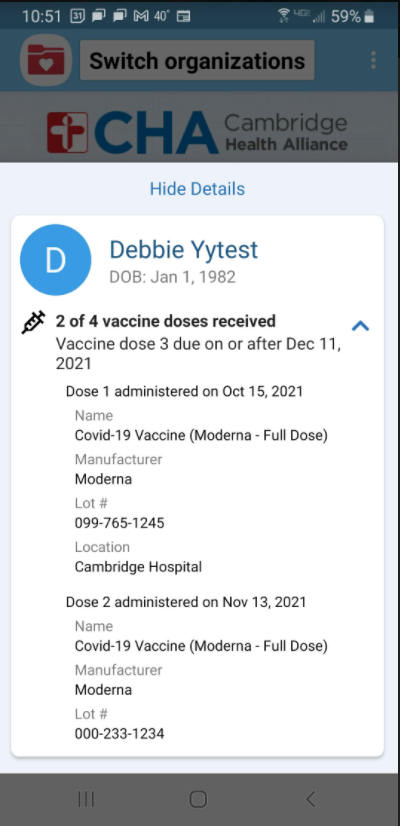 10:51 31 40° 59%
Switch organizations
CHA Cambridge
Health Alliance
Hide Details
D
Debbie Yytest
DOB: Jan 1, 1982
2 of 4 vaccine doses received
Vaccine dose 3 due on or after Dec 11,
2021
Dose 1 administered on Oct 15, 2021
Name
Covid-19 Vaccine (Moderna - Full Dose)
Manufacturer
Moderna
Lot #
099-765-1245
Location
Cambridge Hospital
Dose 2 administered on Nov 13, 2021
Name
Covid-19 Vaccine (Moderna - Full Dose)
Manufacturer
Moderna
Lot #
000-233-1234